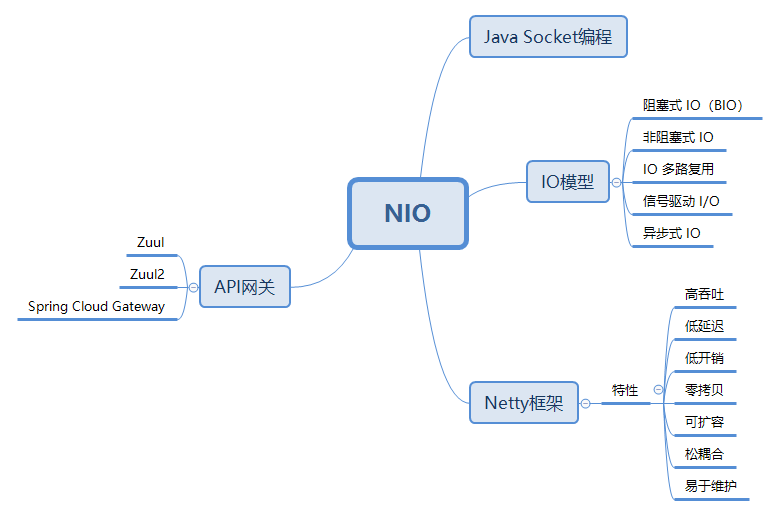 NIO
Java Socket编程
IO模型
阻塞式 IO（BIO）
非阻塞式 IO
IO 多路复用
信号驱动 I/O
异步式 IO
Netty框架
特性
高吞吐
低延迟
低开销
零拷贝
可扩容
松耦合
易于维护
API网关
Zuul
Zuul2
Spring Cloud Gateway